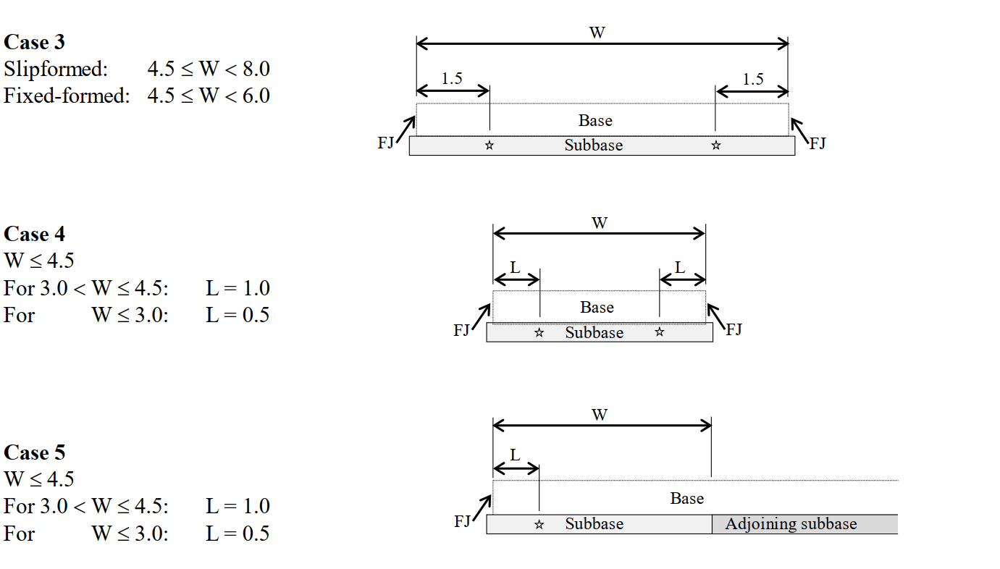 Case 3
Slipformed: 4.5 ≤ W < 8.0
Fixed-formed: 4.5 ≤ W < 6.0
W
1.5
1.5
Base
FJ
Subbase
FJ
Case 4
W ≤ 4.5
For 3.0 < W ≤ 4.5: L = 1.0
For W ≤ 3.0: L = 0.5
W
L
L
Base
FJ
Subbase
FJ
Case 5
W ≤ 4.5
For 3.0 < W ≤ 4.5: L = 1.0
For W ≤ 3.0: L = 0.5
W
L
Base
FJ
Subbase
Adjoining subbase